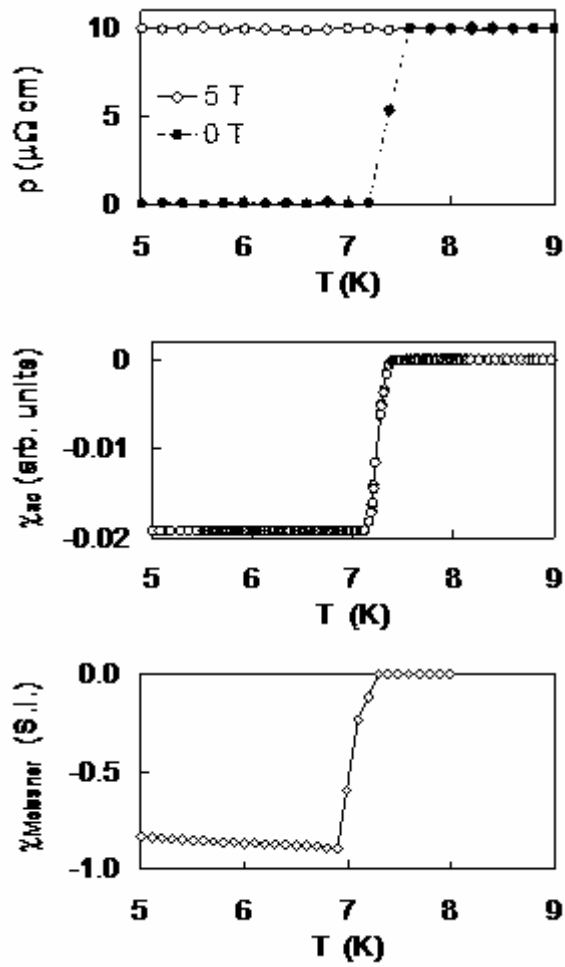 10
5
0
ρ (μΩ cm)
5 T
0 T
5 6 7 8 9
T (K)
0
-0.01
-0.02
χac (arb. units)
5 6 7 8 9
T (K)
0.0
-0.5
-1.0
χMeissner (S.I.)
5 6 7 8 9
T (K)